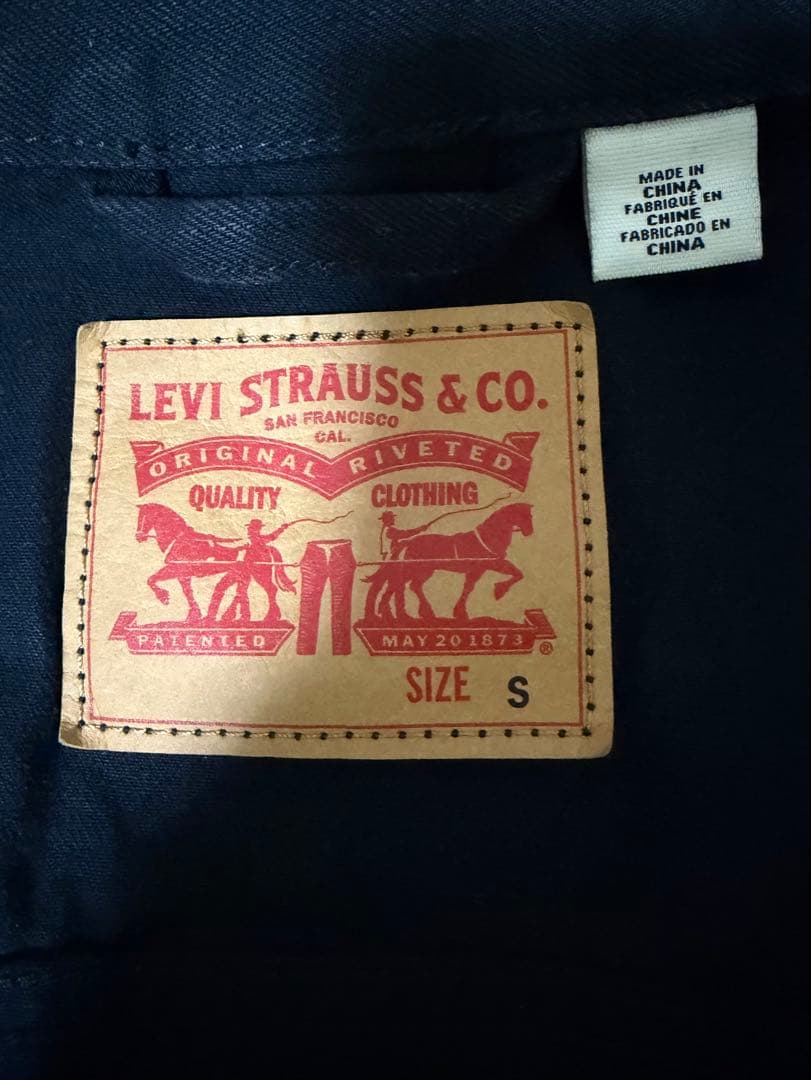 MADE IN
CHINA
FABRIQUÉ EN
CHINE
FABRICADO EN
CHINA
LEVI STRAUSS & CO.
SAN FRANCISCO
CAL.
ORIGINAL RIVETED
QUALITY CLOTHING
PATENTED MAY 20 1873 ®
SIZE S